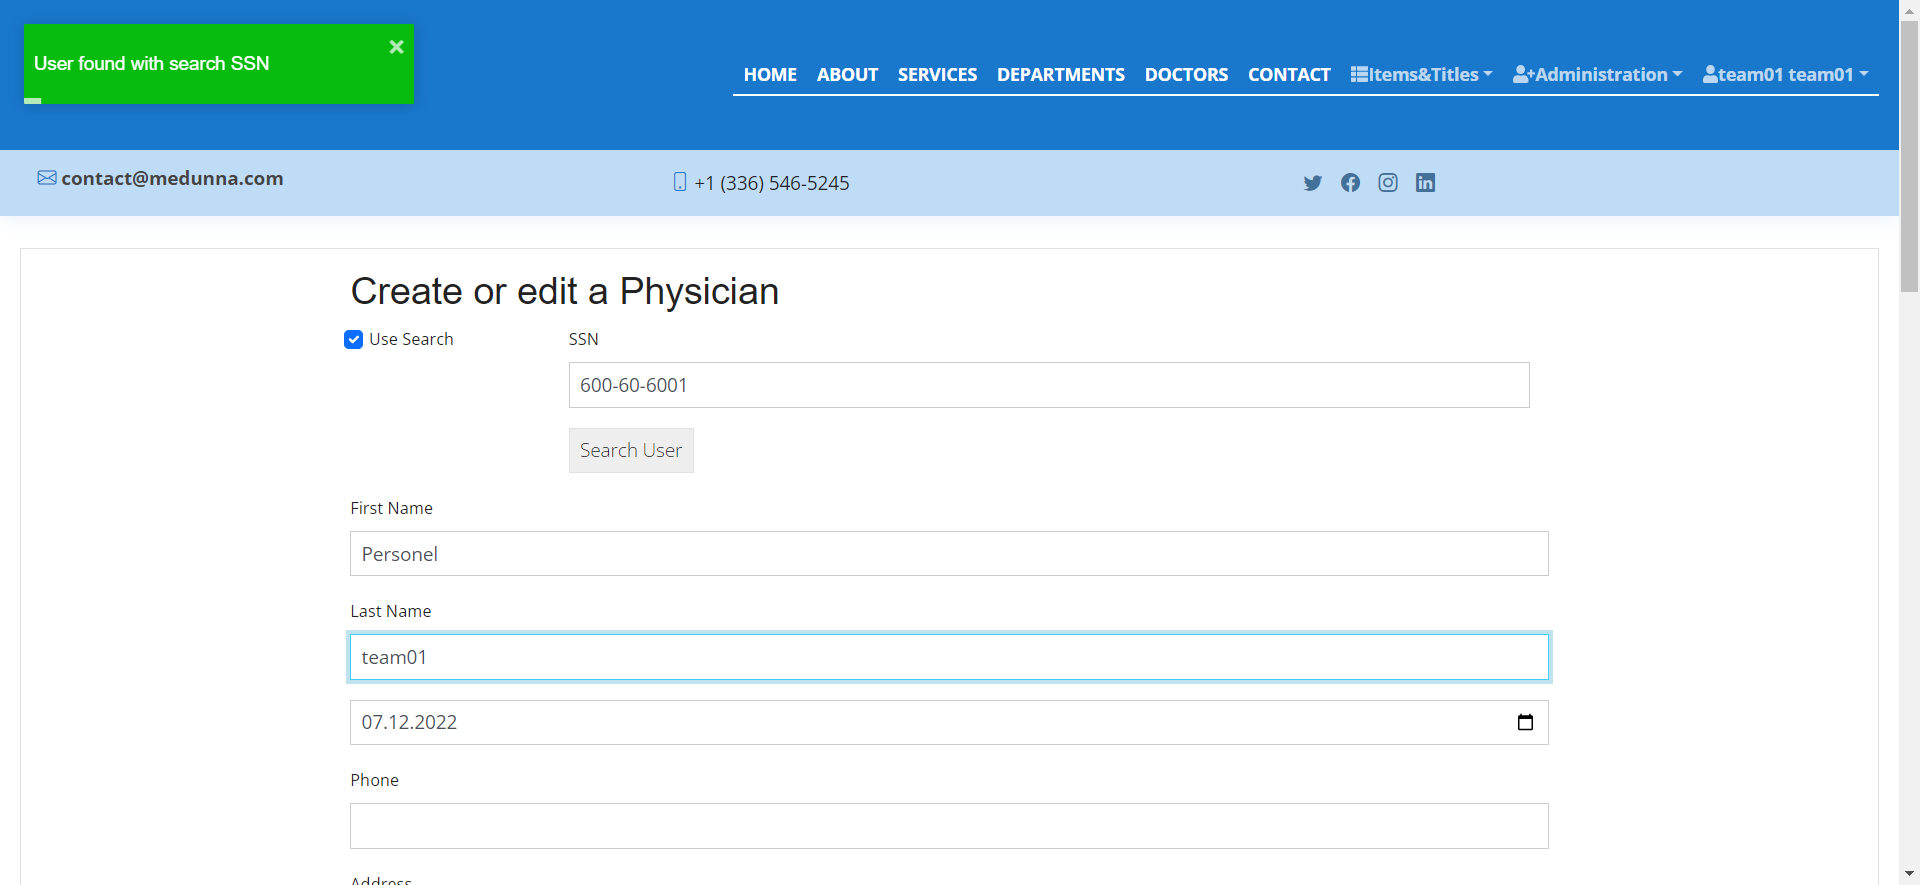 User found with search SSN
HOME ABOUT SERVICES DEPARTMENTS DOCTORS CONTACT Items&Titles Administration team01 team01
contact@medunna.com
+1 (336) 546-5245
Create or edit a Physician
Use Search
SSN
600-60-6001
Search User
First Name
Personel
Last Name
team01
07.12.2022
Phone
Address